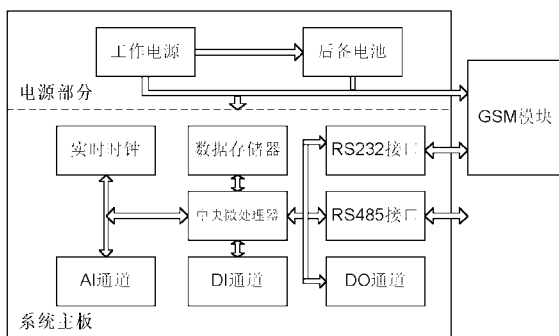 工作电源
后备电池
电源部分
GSM模块
实时时钟
数据存储器
RS232接口
中央微处理器
RS485接口
AI通道
DI通道
DO通道
系统主板